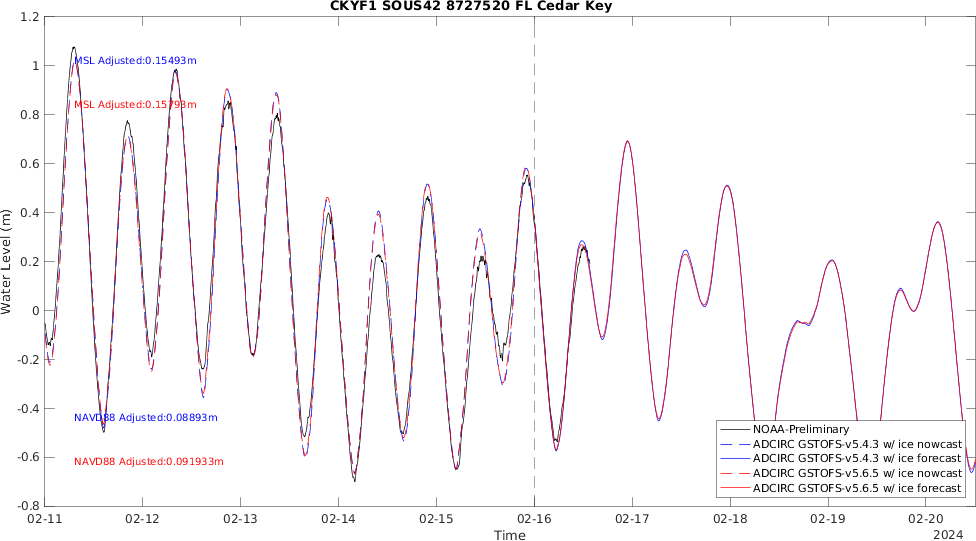 CKYF1 SOUS42 8727520 FL Cedar Key
1.2
1
0.8
0.6
0.4
0.2
0
-0.2
-0.4
-0.6
-0.8
Water Level (m)
MSL Adjusted:0.15493m
MSL Adjusted:0.15793m
NAVD88 Adjusted:0.08893m
NAVD88 Adjusted:0.091933m
NOAA-Preliminary
ADCIRC GSTOFS-v5.4.3 w/ ice nowcast
ADCIRC GSTOFS-v5.4.3 w/ ice forecast
ADCIRC GSTOFS-v5.6.5 w/ ice nowcast
ADCIRC GSTOFS-v5.6.5 w/ ice forecast
02-11 02-12 02-13 02-14 02-15 02-16 02-17 02-18 02-19 02-20
Time
2024